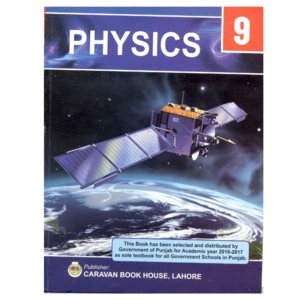 PHYSICS
9
This Book has been selected and distributed by
Government of Punjab for Academic year 2016-2017
as sole textbook for all Government Schools in Punjab.
Publisher:
CARAVAN BOOK HOUSE, LAHORE